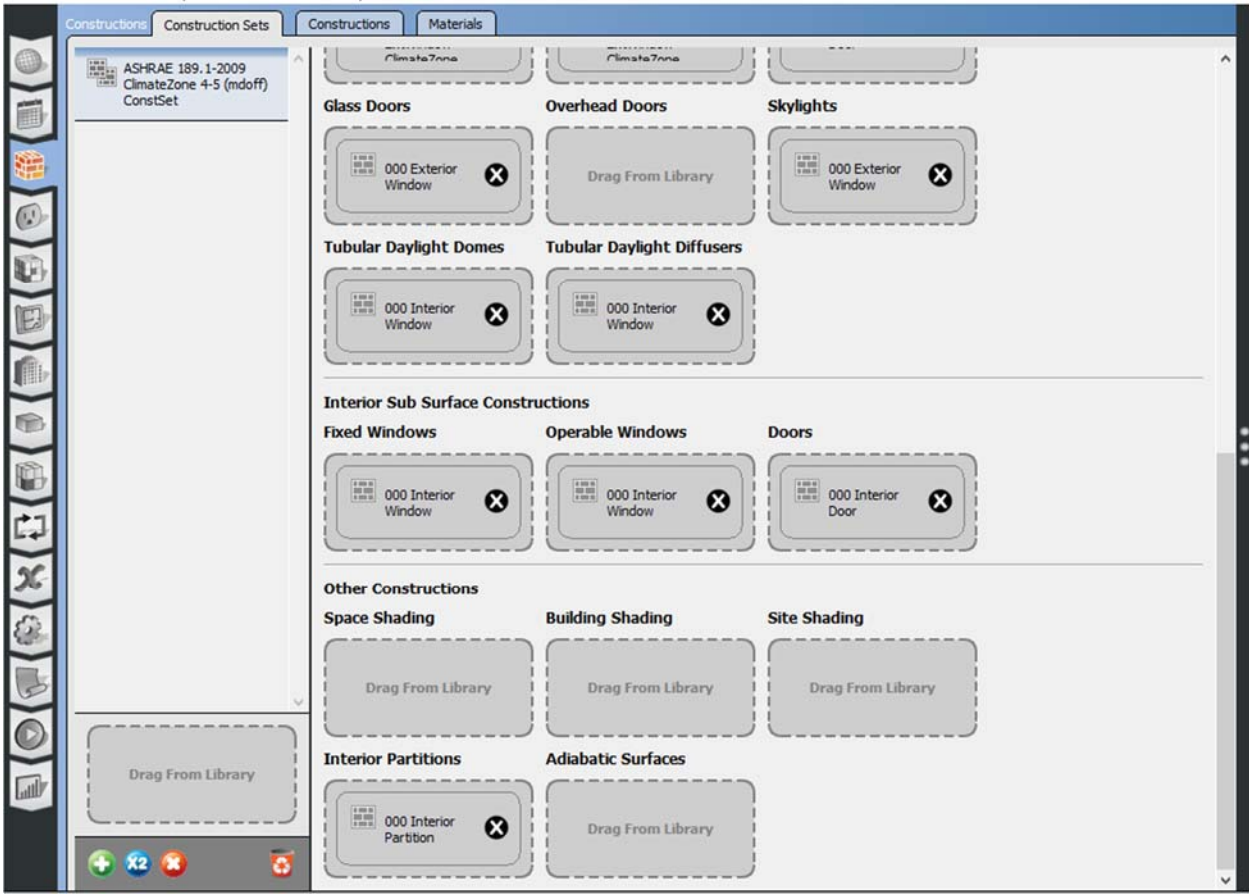 Constructions Construction Sets Constructions Materials
ASHRAE 189.1-2009
ClimateZone 4-5 (mdoff)
ConstSet
ClimateZone ClimateZone
Glass Doors Overhead Doors Skylights
000 Exterior
Window
Drag From Library
000 Exterior
Window
Tubular Daylight Domes Tubular Daylight Diffusers
000 Interior
Window
000 Interior
Window
Interior Sub Surface Constructions
Fixed Windows Operable Windows Doors
000 Interior
Window
000 Interior
Window
000 Interior
Door
Other Constructions
Space Shading Building Shading Site Shading
Drag From Library Drag From Library Drag From Library
Interior Partitions Adiabatic Surfaces
000 Interior
Partition
Drag From Library
Drag From Library
X2